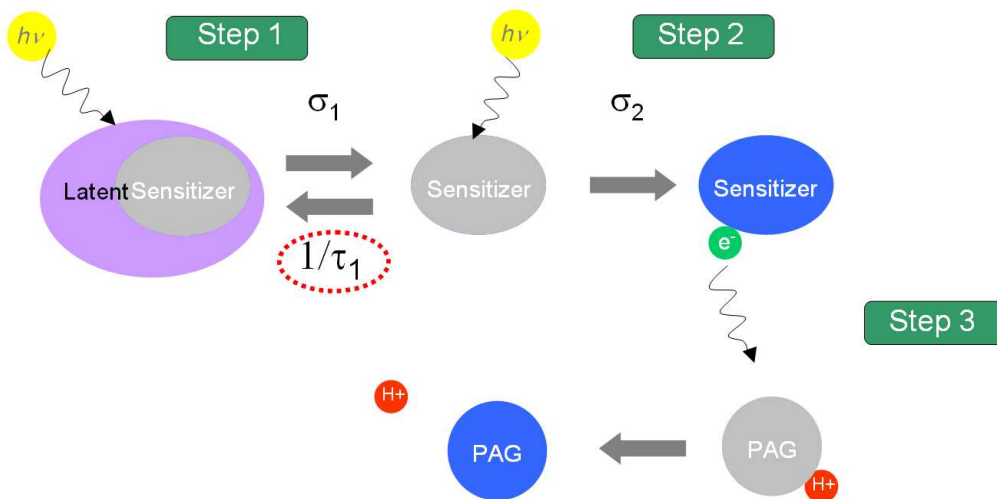 hν
Step 1
hν
Step 2
σ1
σ2
Latent Sensitizer
Sensitizer
Sensitizer
1/τ1
e-
Step 3
H+
PAG
PAG
H+